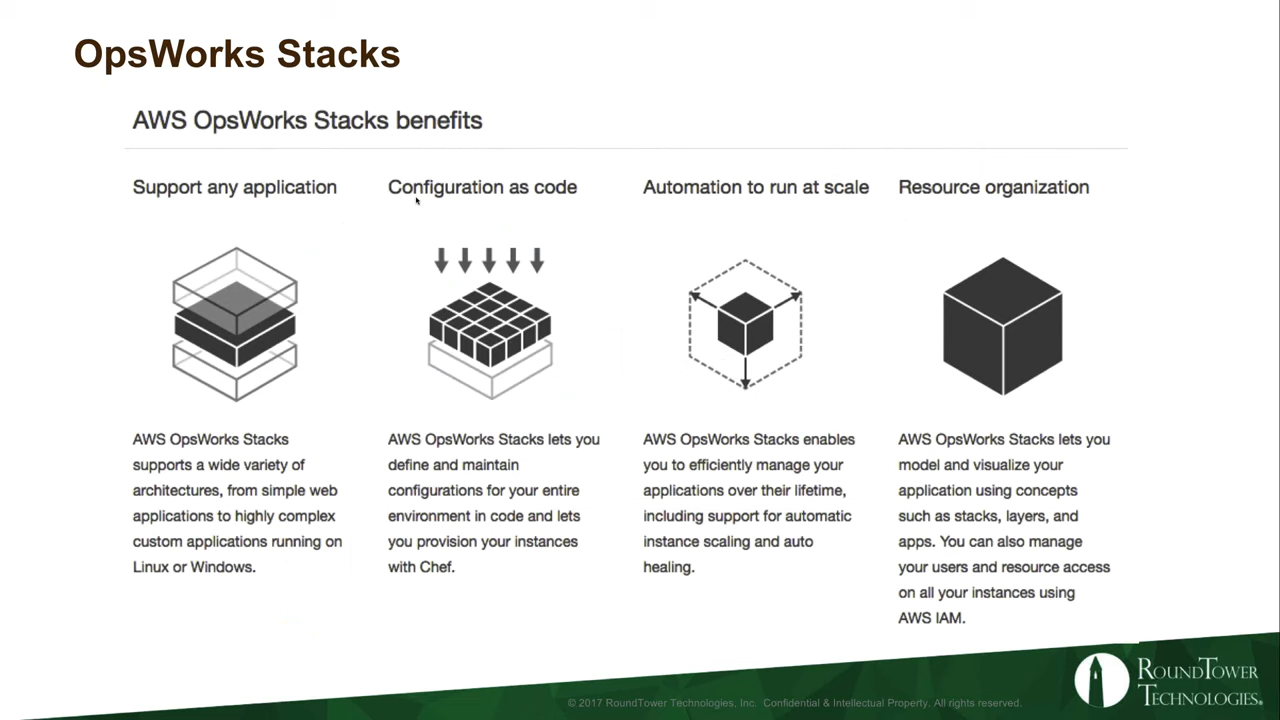 OpsWorks Stacks
AWS OpsWorks Stacks benefits
Support any application
AWS OpsWorks Stacks
supports a wide variety of
architectures, from simple web
applications to highly complex
custom applications running on
Linux or Windows.
Configuration as code
AWS OpsWorks Stacks lets you
define and maintain
configurations for your entire
environment in code and lets
you provision your instances
with Chef.
Automation to run at scale
AWS OpsWorks Stacks enables
you to efficiently manage your
applications over their lifetime,
including support for automatic
instance scaling and auto
healing.
Resource organization
AWS OpsWorks Stacks lets you
model and visualize your
application using concepts
such as stacks, layers, and
apps. You can also manage
your users and resource access
on all your instances using
AWS IAM.
© 2017 RoundTower Technologies, Inc. Confidential & Intellectual Property. All rights reserved.
ROUNDTOWER
TECHNOLOGIES®